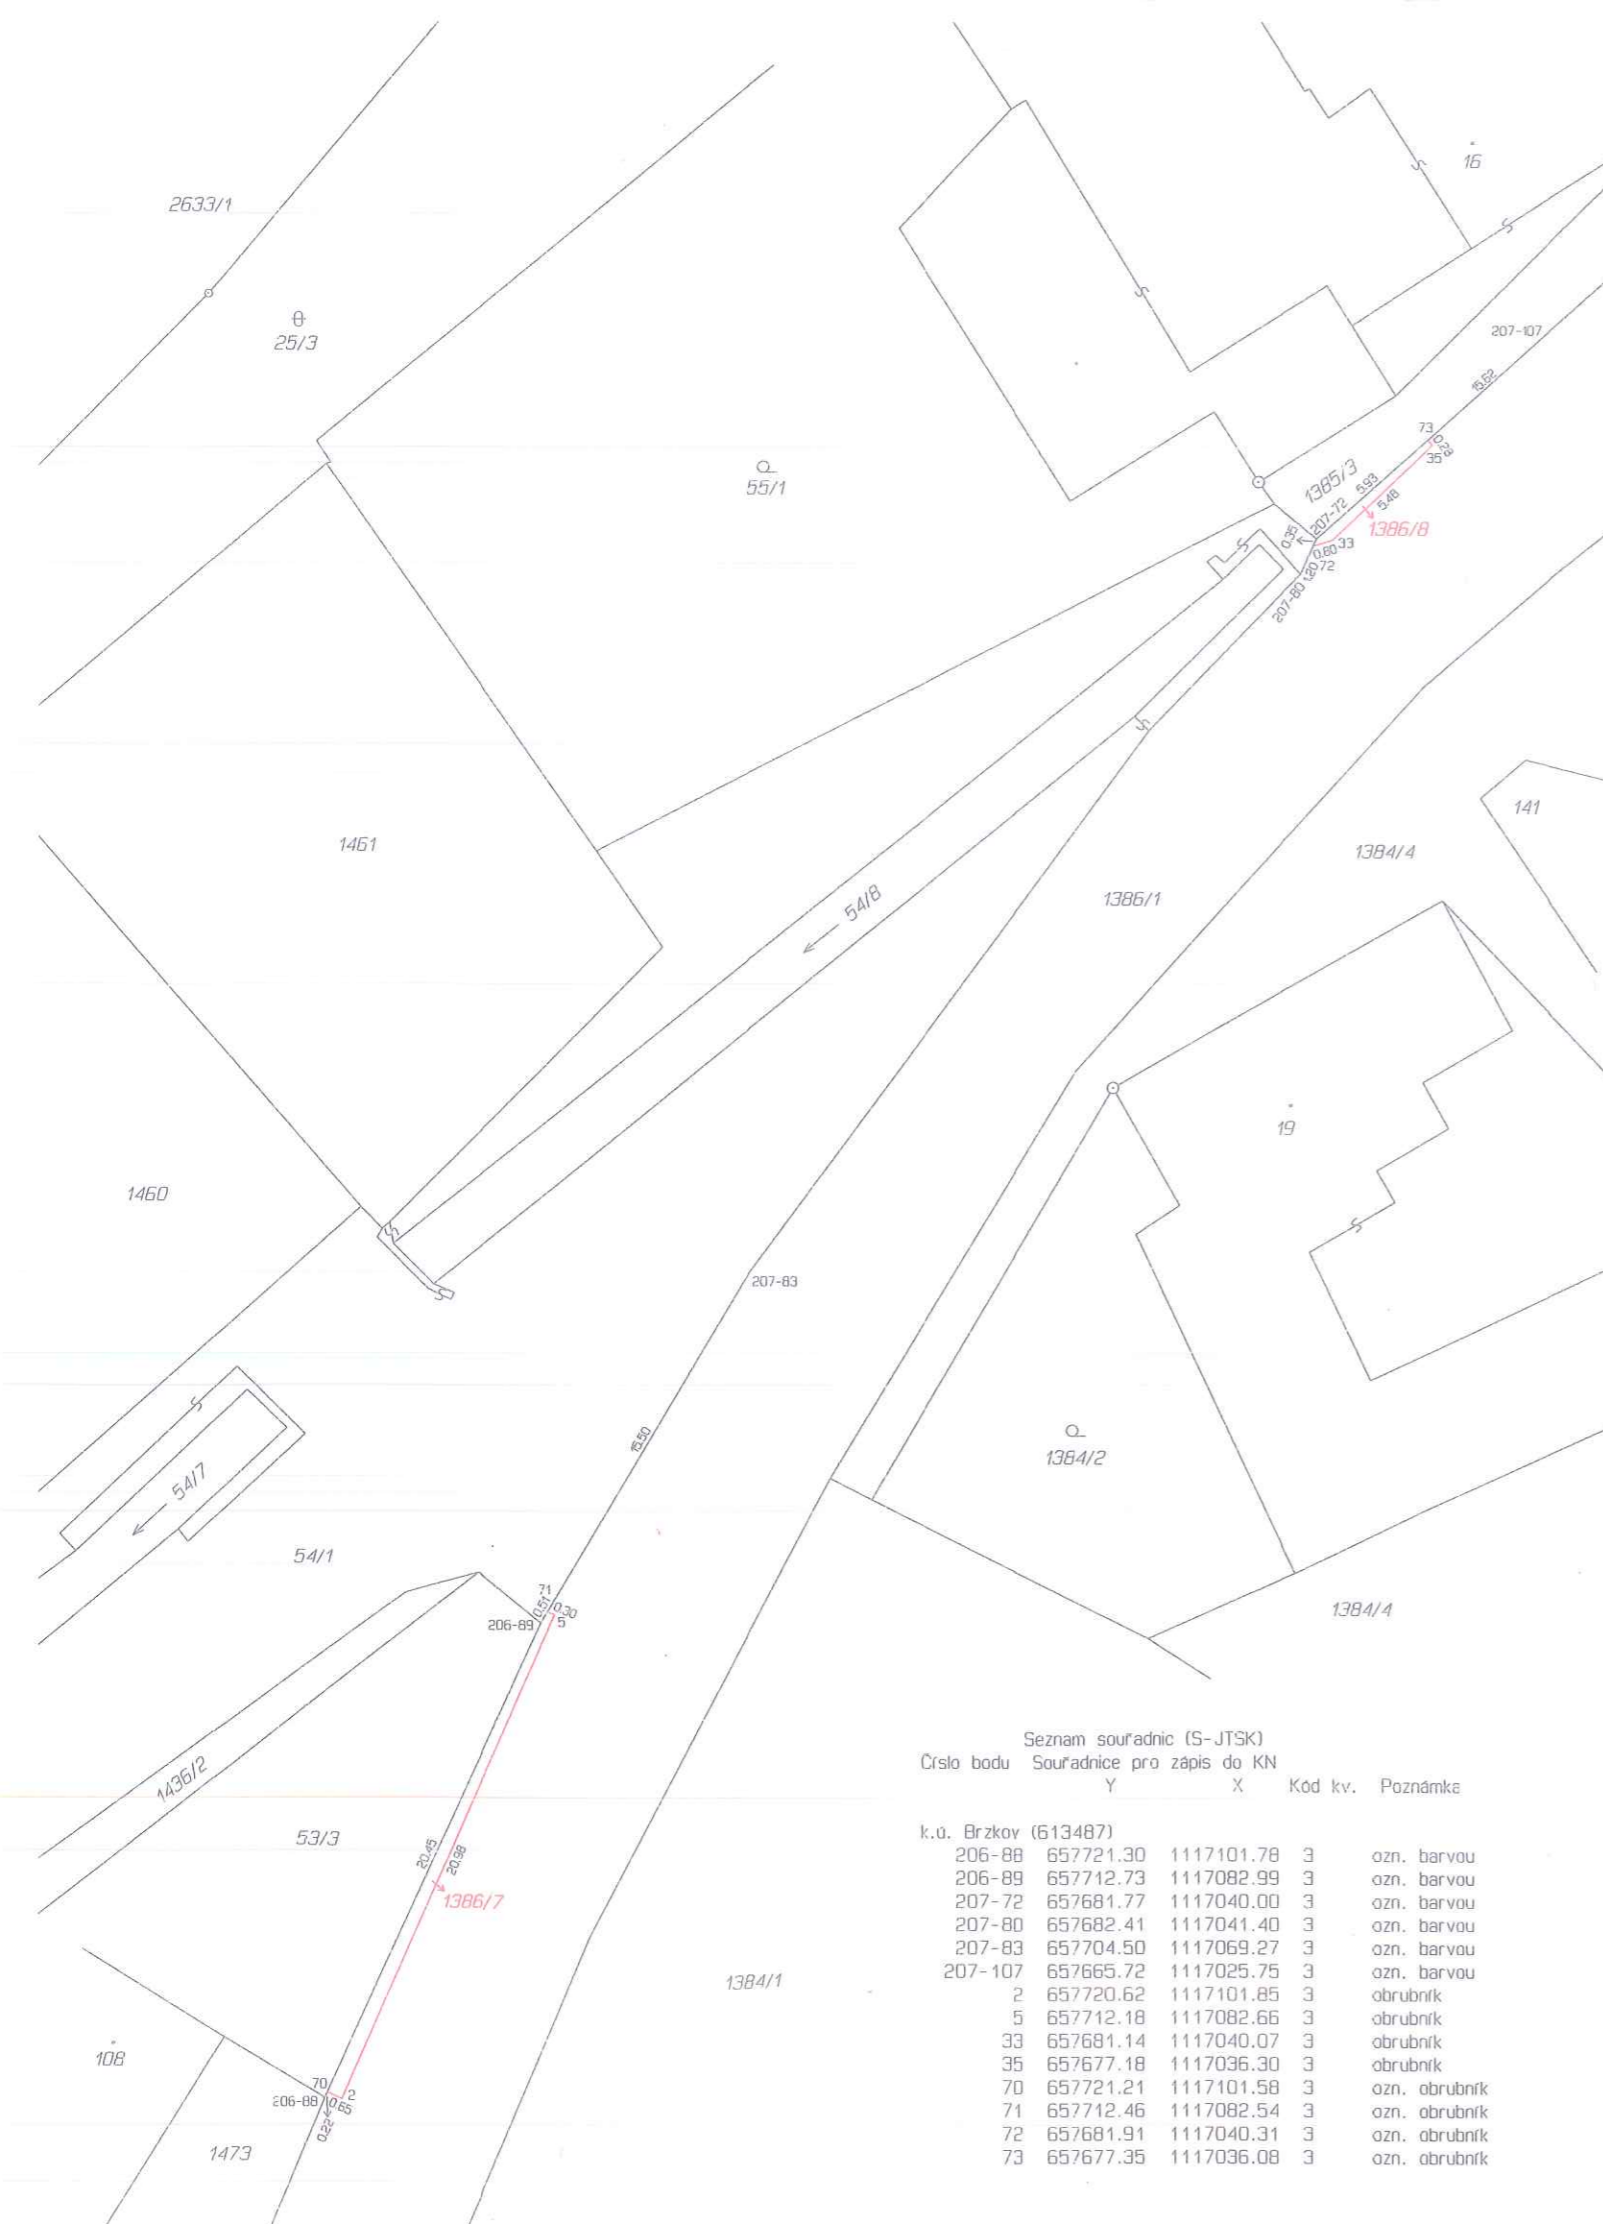 16
2633/1
25/3
207-107
15.62
73
0.28
35
55/1
1385/3
5.93
5.48
207-72
1386/8
0.35
0.60
33
72
1.20
207-80
141
1461
1384/4
54/8
1386/1
19
1460
207-83
15.50
1384/2
54/7
54/1
71
0.51
0.30
5
206-89
1384/4
1436/2
53/3
20.45
20.98
1386/7
1384/1
108
70
2
206-88
0.65
0.22
1473
Seznam souřadnic (S-JTSK)
Číslo bodu Souřadnice pro zápis do KN
Y X Kód kv. Poznámka
k.ú. Brzkov (613487)
206-88 657721.30 1117101.78 3 ozn. barvou
206-89 657712.73 1117082.99 3 ozn. barvou
207-72 657681.77 1117040.00 3 ozn. barvou
207-80 657682.41 1117041.40 3 ozn. barvou
207-83 657704.50 1117069.27 3 ozn. barvou
207-107 657665.72 1117025.75 3 ozn. barvou
2 657720.62 1117101.85 3 obrubník
5 657712.18 1117082.66 3 obrubník
33 657681.14 1117040.07 3 obrubník
35 657677.18 1117036.30 3 obrubník
70 657721.21 1117101.58 3 ozn. obrubník
71 657712.46 1117082.54 3 ozn. obrubník
72 657681.91 1117040.31 3 ozn. obrubník
73 657677.35 1117036.08 3 ozn. obrubník